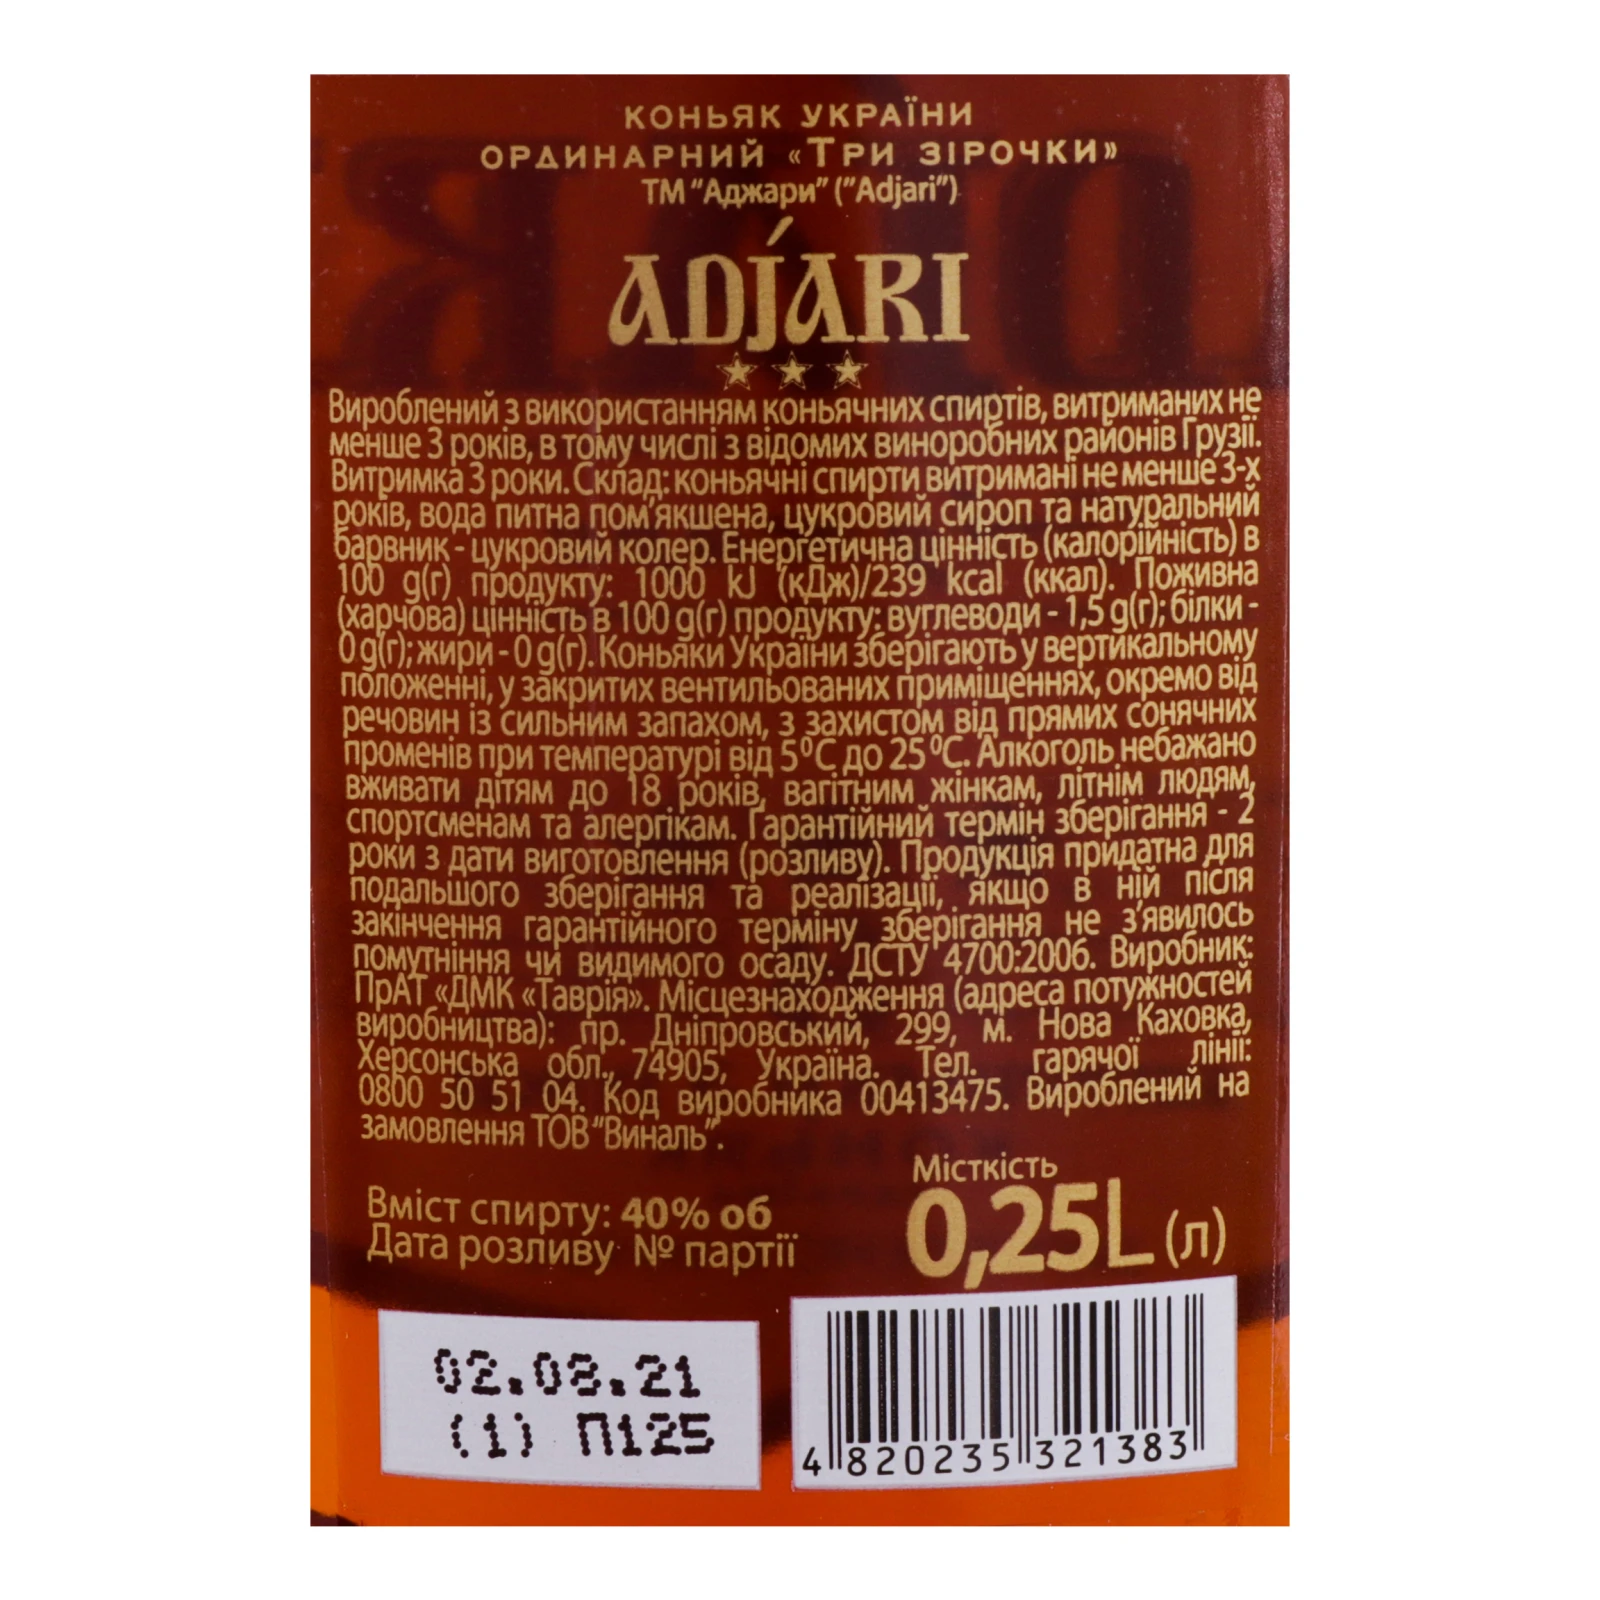 КОНЬЯК УКРАЇНИ
ОРДИНАРНИЙ «ТРИ ЗІРОЧКИ»
ТМ "Аджари" ("Adjari")
ADJARI
Вироблений з використанням коньячних спиртів, витриманих не
менше 3 років, в тому числі з відомих виноробних районів Грузії.
Витримка 3 роки. Склад: коньячні спирти витримані не менше 3-х
років, вода питна пом'якшена, цукровий сироп та натуральний
барвник - цукровий колер. Енергетична цінність (калорійність) в
100 g(г) продукту: 1000 kJ (кДж)/239 kcal (ккал). Поживна
(харчова) цінність в 100 g(г) продукту: вуглеводи - 1,5 g(г); білки -
0 g(г); жири - 0 g(г). Коньяки України зберігають у вертикальному
положенні, у закритих вентильованих приміщеннях, окремо від
речовин із сильним запахом, з захистом від прямих сонячних
променів при температурі від 5⁰С до 25⁰С. Алкоголь небажано
вживати дітям до 18 років, вагітним жінкам, літнім людям,
спортсменам та алергікам. Гарантійний термін зберігання - 2
роки з дати виготовлення (розливу). Продукція придатна для
подальшого зберігання та реалізації, якщо в ній після
закінчення гарантійного терміну зберігання не з'явилось
помутніння чи видимого осаду. ДСТУ 4700:2006. Виробник:
ПрАТ «ДМК «Таврія». Місцезнаходження (адреса потужностей
виробництва): пр. Дніпровський, 299, м. Нова Каховка,
Херсонська обл., 74905, Україна. Тел. гарячої лінії:
0800 50 51 04. Код виробника 00413475. Вироблений на
замовлення ТОВ "Виналь".
Місткість
0,25L (л)
Вміст спирту: 40% об
Дата розливу № партії
02.08.21
(1) П125
4 820235 321383